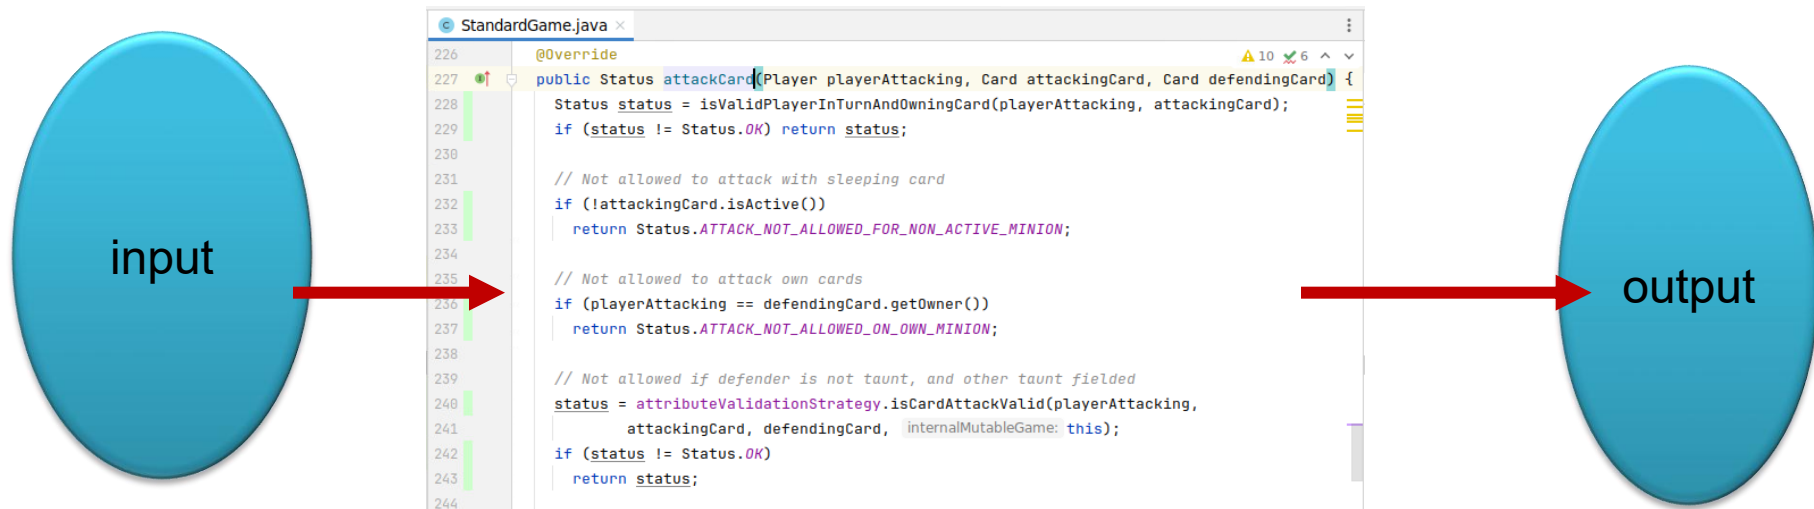 StandardGame.java
226 @Override
10 6
227 public Status attackCard(Player playerAttacking, Card attackingCard, Card defendingCard) {
228 Status status = isValidPlayerInTurnAndOwningCard(playerAttacking, attackingCard);
229 if (status != Status.OK) return status;
230
231 // Not allowed to attack with sleeping card
232 if (!attackingCard.isActive())
233 return Status.ATTACK_NOT_ALLOWED_FOR_NON_ACTIVE_MINION;
234
235 // Not allowed to attack own cards
236 if (playerAttacking == defendingCard.getOwner())
237 return Status.ATTACK_NOT_ALLOWED_ON_OWN_MINION;
238
239 // Not allowed if defender is not taunt, and other taunt fielded
240 status = attributeValidationStrategy.isCardAttackValid(playerAttacking,
241 attackingCard, defendingCard, internalMutableGame: this);
242 if (status != Status.OK)
243 return status;
244
input
output